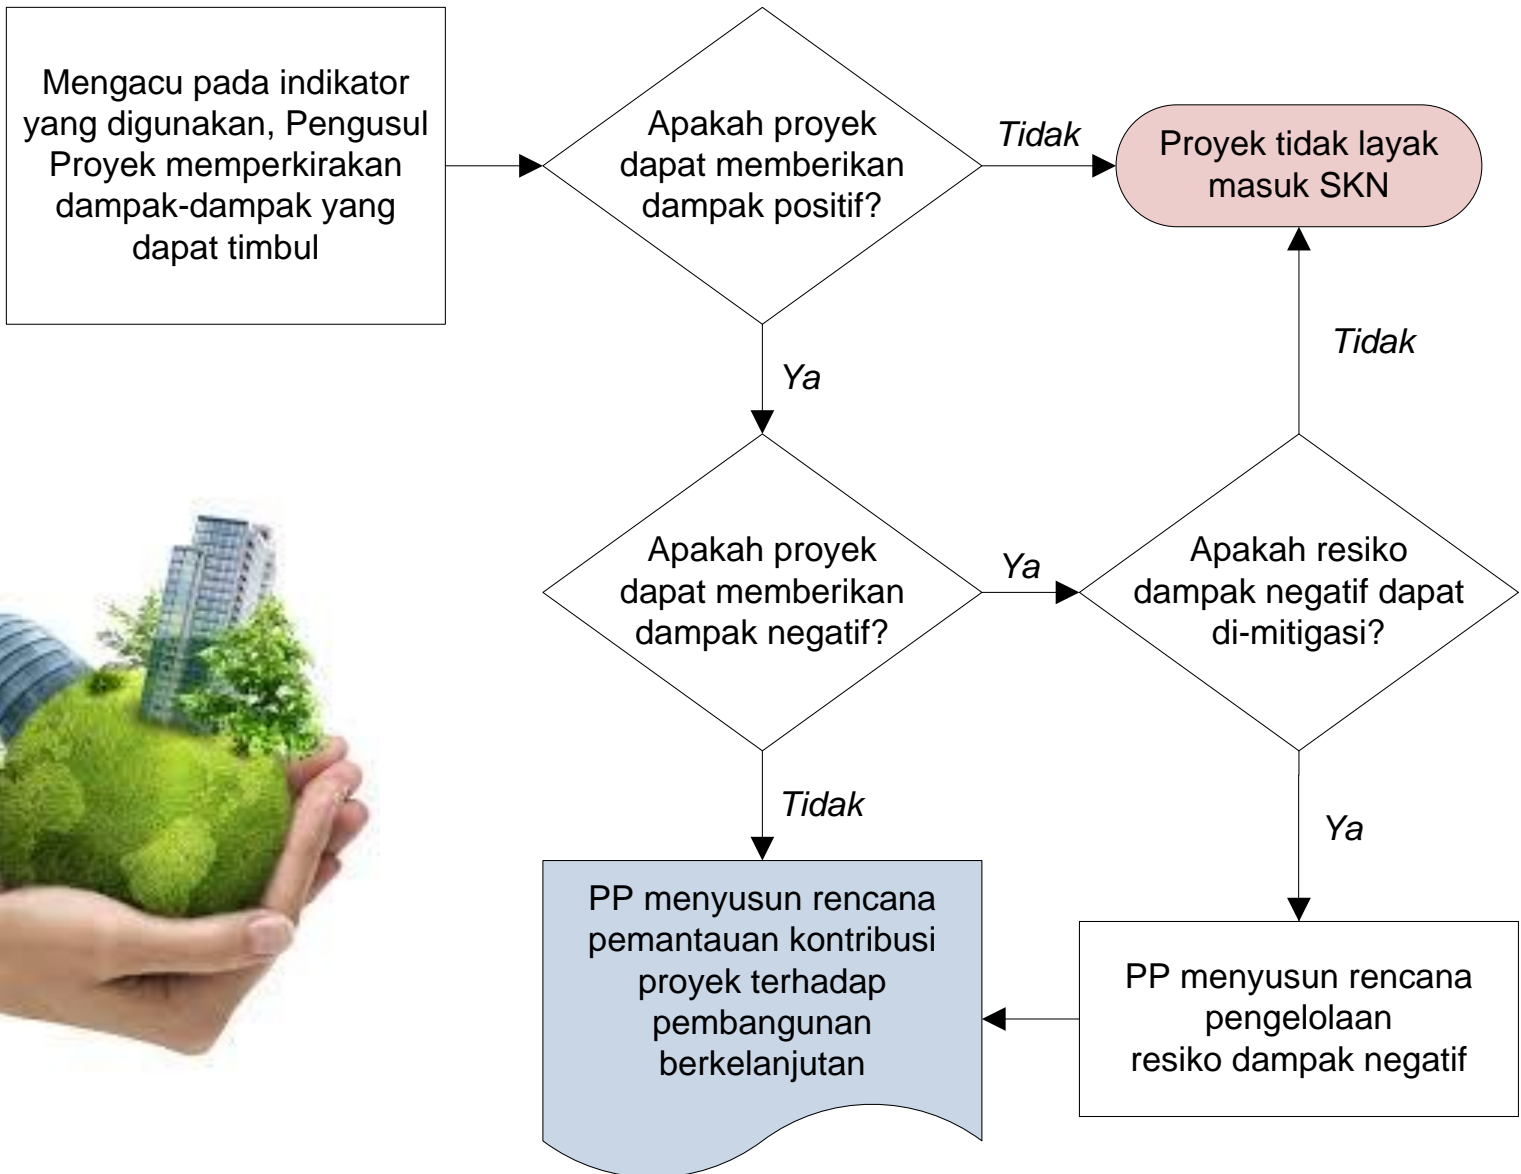 Mengacu pada indikator
yang digunakan, Pengusul
Proyek memperkirakan
dampak-dampak yang
dapat timbul
Apakah proyek
dapat memberikan
dampak positif?
Tidak
Proyek tidak layak
masuk SKN
Ya
Tidak
Apakah proyek
dapat memberikan
dampak negatif?
Ya
Apakah resiko
dampak negatif dapat
di-mitigasi?
Tidak
Ya
PP menyusun rencana
pemantauan kontribusi
proyek terhadap
pembangunan
berkelanjutan
PP menyusun rencana
pengelolaan
resiko dampak negatif